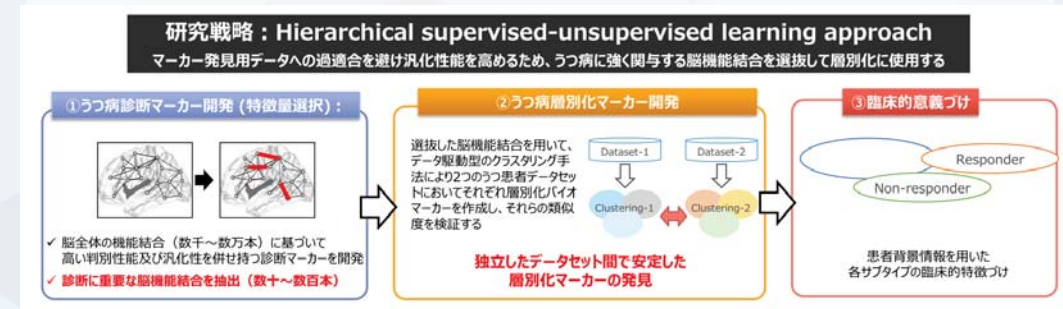 研究戦略：Hierarchical supervised-unsupervised learning approach
マーカー発見用データへの過適合を避け汎化性能を高めるため、うつ病に強く関与する脳機能結合を選抜して層別化に使用する
①うつ病診断マーカー開発 (特徴量選択)：
✓ 脳全体の機能結合（数千～数万本）に基づいて
高い判別性能及び汎化性を併せ持つ診断マーカーを開発
✓ 診断に重要な脳機能結合を抽出（数十～数百本）
②うつ病層別化マーカー開発
選抜した脳機能結合を用いて、
データ駆動型のクラスタリング手
法により2つのうつ患者データセッ
トにおいてそれぞれ層別化バイオ
マーカーを作成し、それらの類似
度を検証する
Dataset-1
Dataset-2
Clustering-1
Clustering-2
独立したデータセット間で安定した
層別化マーカーの発見
③臨床的意義づけ
Responder
Non-responder
患者背景情報を用いた
各サブタイプの臨床的特徴づけ